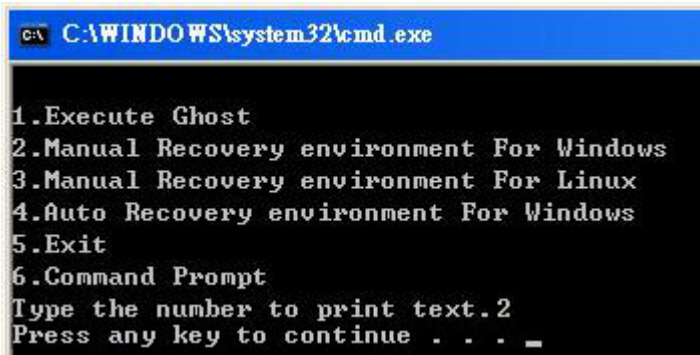 C:\WINDOWS\system32\cmd.exe
1.Execute Ghost
2.Manual Recovery environment For Windows
3.Manual Recovery environment For Linux
4.Auto Recovery environment For Windows
5.Exit
6.Command Prompt
Type the number to print text.2
Press any key to continue . . . _